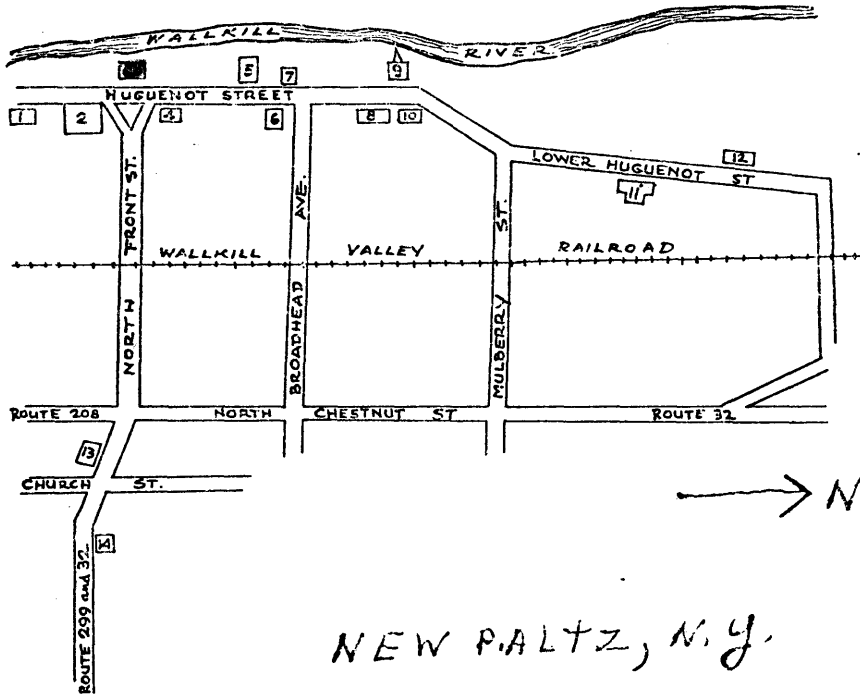 WALLKILL RIVER
5 7 9
HUGUENOT STREET
1 2 4 6 8 10
LOWER HUGUENOT ST
12
11
NORTH FRONT ST.
BROADHEAD AVE.
MULBERRY ST.
WALLKILL VALLEY RAILROAD
ROUTE 208 NORTH CHESTNUT ST ROUTE 32
13
CHURCH ST.
N
14
ROUTE 299 and 32
NEW PALTZ, N.Y.